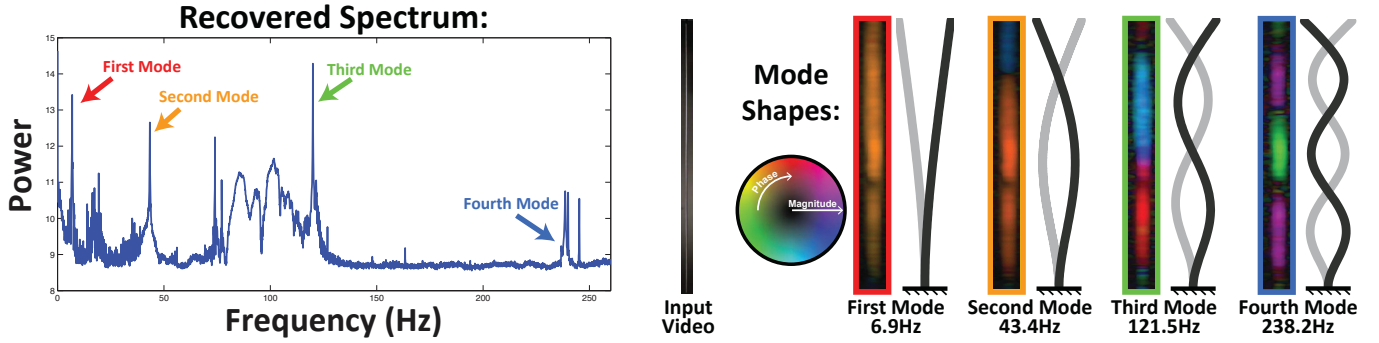 Recovered Spectrum:
15
14
13
12
11
10
9
8
0
50
100
150
200
250
Power
Frequency (Hz)
First Mode
Second Mode
Third Mode
Fourth Mode
Input
Video
Mode
Shapes:
Phase
Magnitude
First Mode
6.9Hz
Second Mode
43.4Hz
Third Mode
121.5Hz
Fourth Mode
238.2Hz